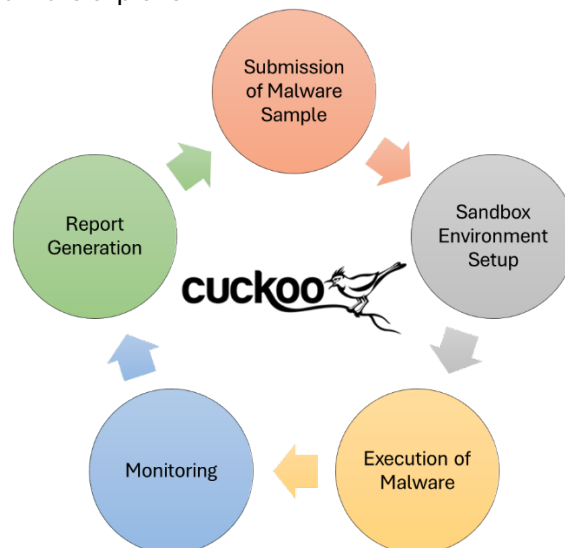 Submission
of Malware
Sample
Sandbox
Environment
Setup
Execution of
Malware
Monitoring
Report
Generation
cuckoo